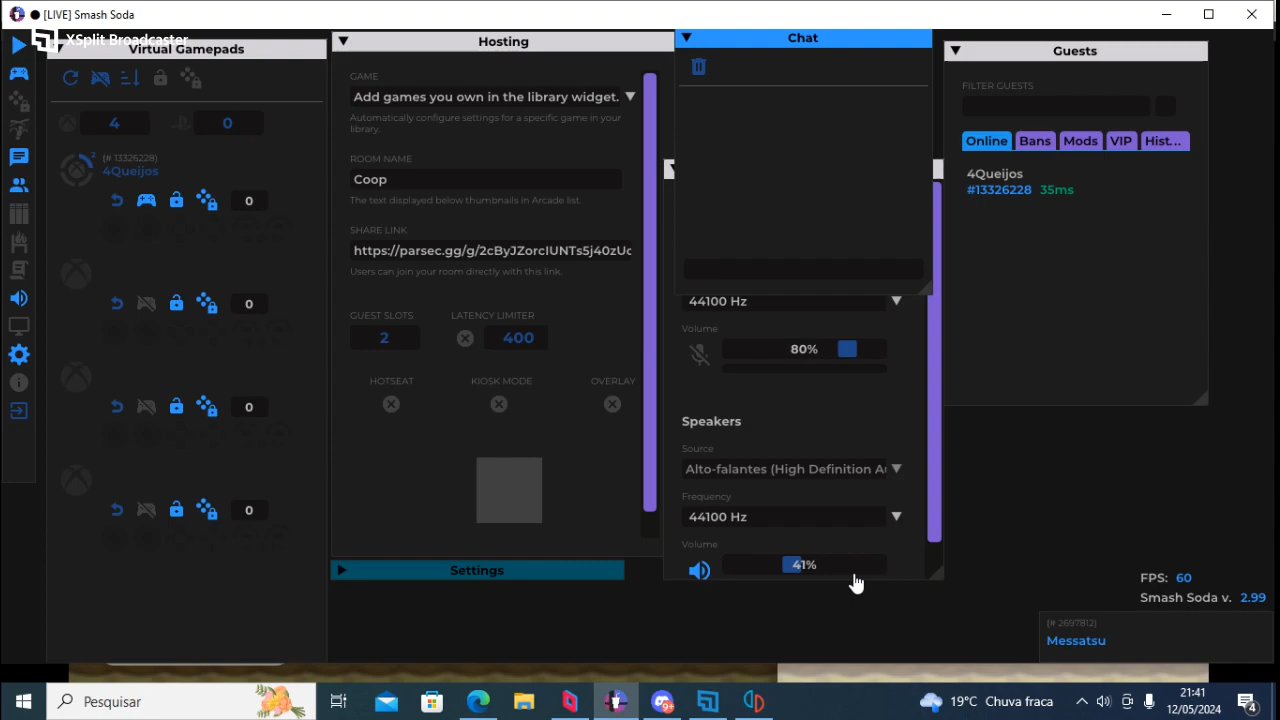 [LIVE] Smash Soda
XSplit Broadcaster
Virtual Gamepads
4
0
(# 13326228)
4Queijos
2
0
0
0
0
Hosting
GAME
Add games you own in the library widget.
Automatically configure settings for a specific game in your
library.
ROOM NAME
Coop
The text displayed below thumbnails in Arcade list.
SHARE LINK
https://parsec.gg/g/2cByJZorclUNTs5j40zUc
Users can join your room directly with this link.
GUEST SLOTS
LATENCY LIMITER
2
400
HOTSEAT
KIOSK MODE
OVERLAY
Settings
Chat
44100 Hz
Volume
80%
Speakers
Source
Alto-falantes (High Definition A
Frequency
44100 Hz
Volume
41%
Guests
FILTER GUESTS
Online
Bans
Mods
VIP
Hist...
4Queijos
#13326228 35ms
FPS: 60
Smash Soda v. 2.99
(# 2697812)
Messatsu
Pesquisar
9+
19°C Chuva fraca
21:41
12/05/2024
4